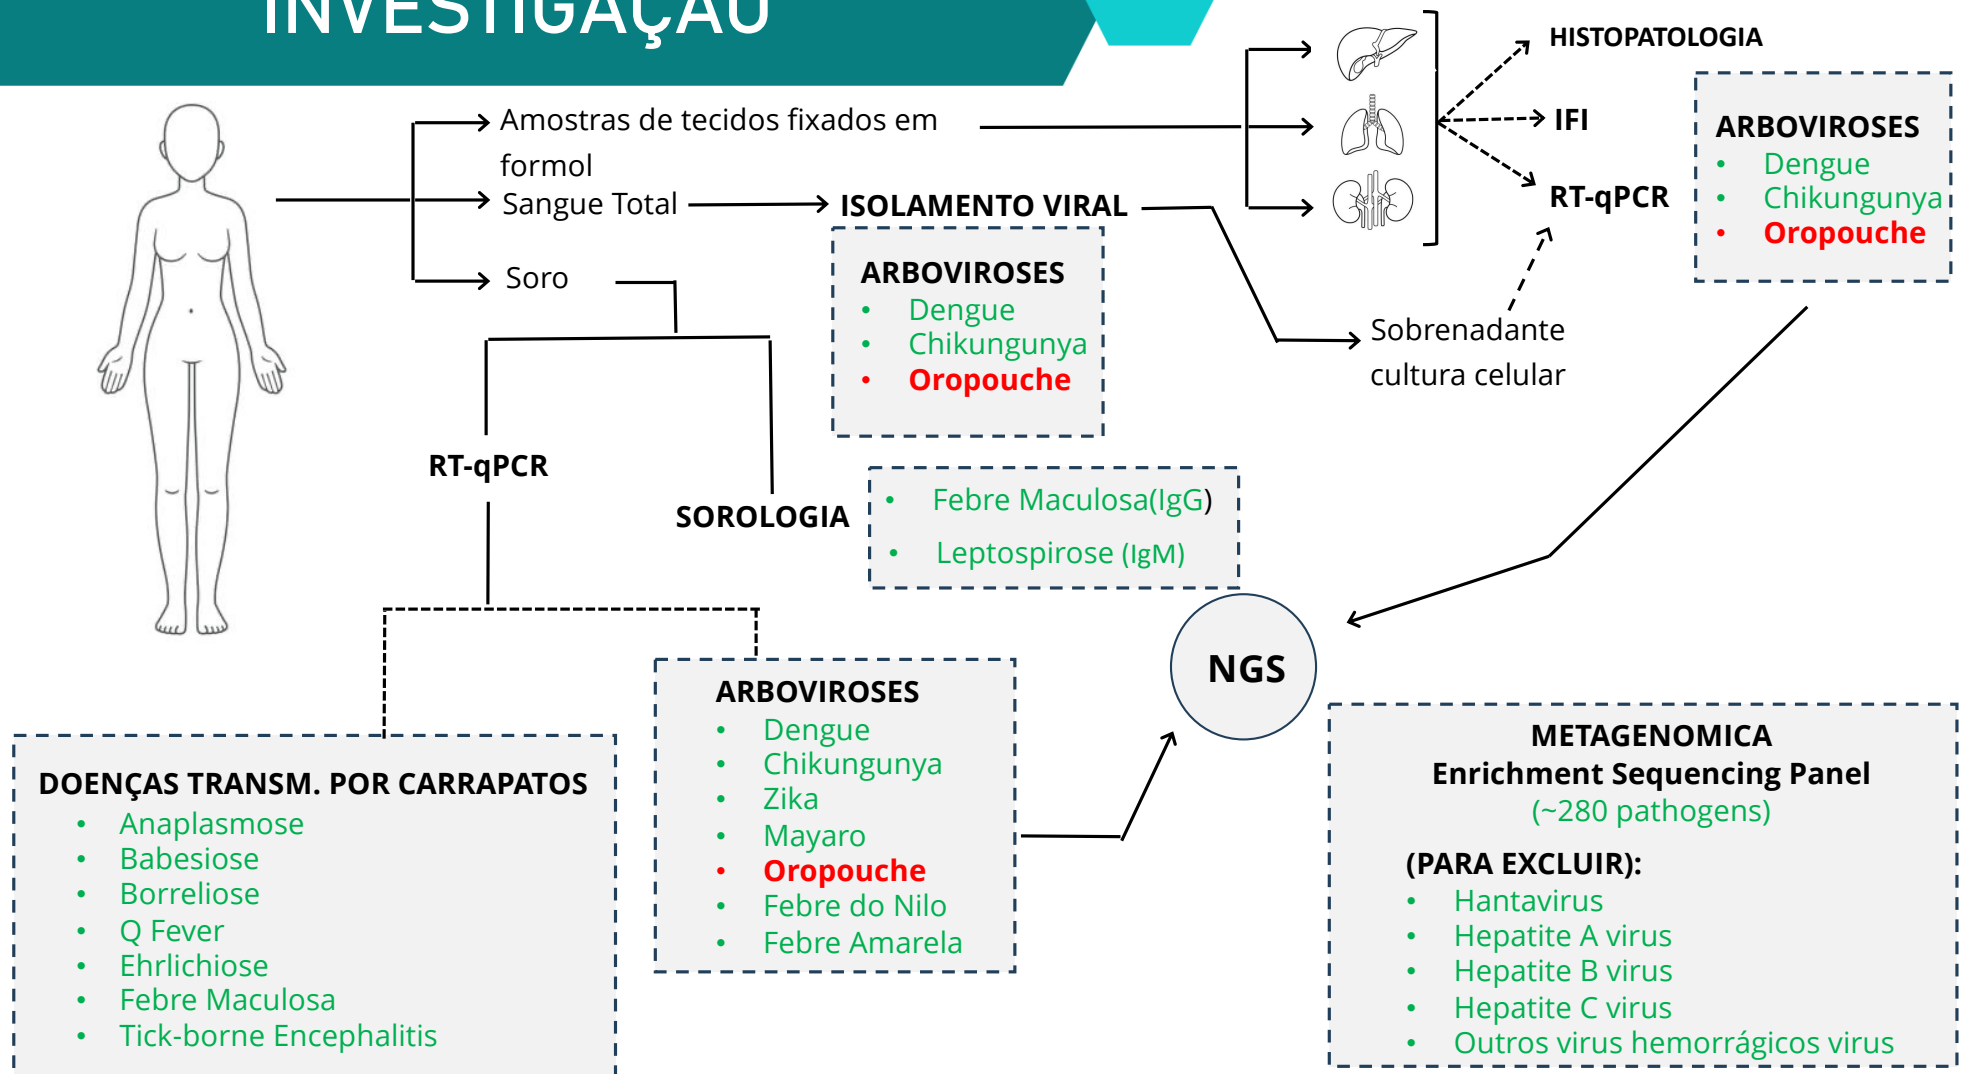 INVESTIGAÇÃO
Amostras de tecidos fixados em
formol
Sangue Total
Soro
ISOLAMENTO VIRAL
ARBOVIROSES
• Dengue
• Chikungunya
• Oropouche
HISTOPATOLOGIA
IFI
RT-qPCR
ARBOVIROSES
• Dengue
• Chikungunya
• Oropouche
Sobrenadante
cultura celular
RT-qPCR
SOROLOGIA
• Febre Maculosa(IgG)
• Leptospirose (IgM)
NGS
DOENÇAS TRANSM. POR CARRAPATOS
• Anaplasmose
• Babesiose
• Borreliose
• Q Fever
• Ehrlichiose
• Febre Maculosa
• Tick-borne Encephalitis
ARBOVIROSES
• Dengue
• Chikungunya
• Zika
• Mayaro
• Oropouche
• Febre do Nilo
• Febre Amarela
METAGENOMICA
Enrichment Sequencing Panel
(~280 pathogens)
(PARA EXCLUIR):
• Hantavirus
• Hepatite A virus
• Hepatite B virus
• Hepatite C virus
• Outros virus hemorrágicos virus